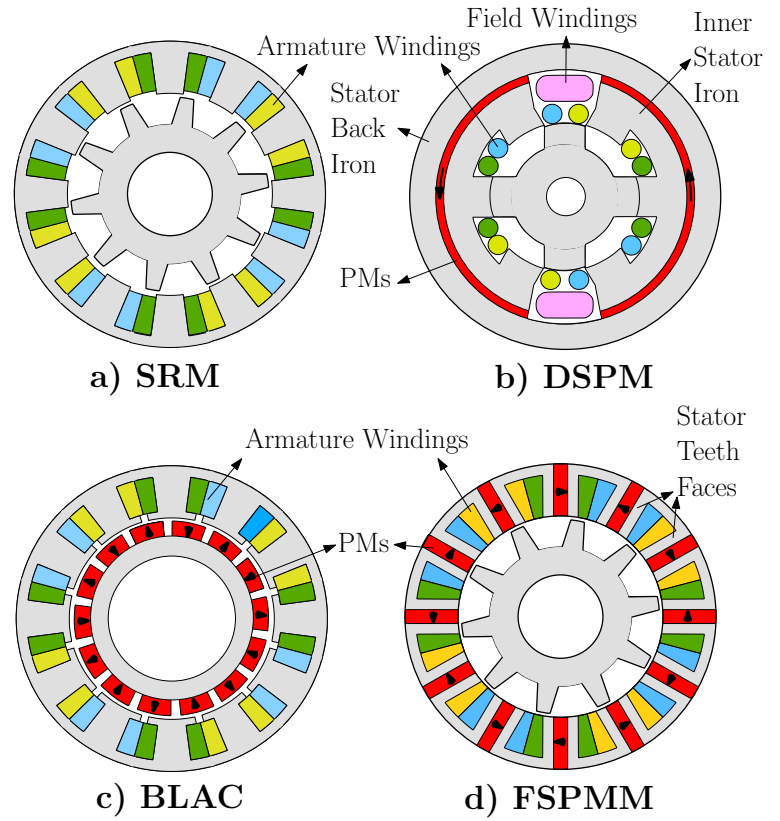 Armature Windings
Field Windings
Inner
Stator
Iron
Stator
Back
Iron
PMs
a) SRM
b) DSPM
Armature Windings
Stator
Teeth
Faces
PMs
c) BLAC
d) FSPMM